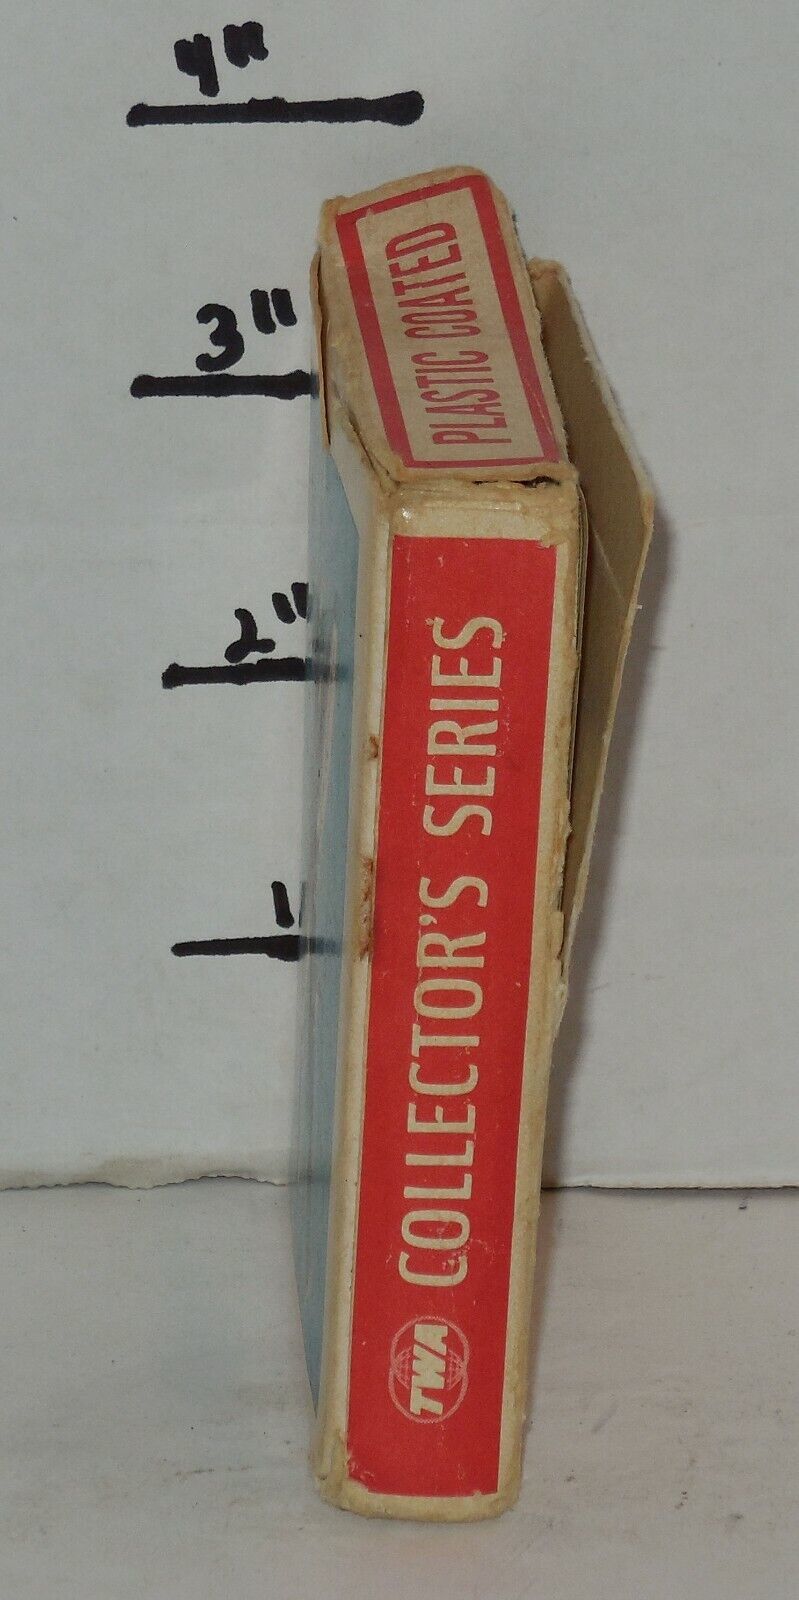 4"
3"
2"
1
PLASTIC COATED
TWA COLLECTOR'S SERIES